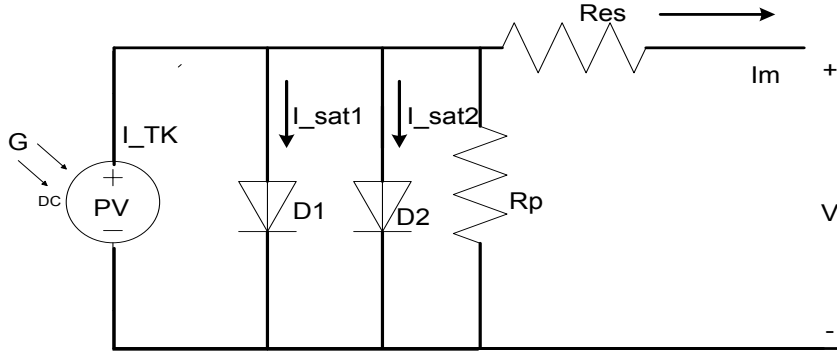 Res
Im
+
I_sat1
I_sat2
I_TK
G
+
DC
PV
D1
D2
Rp
V
-